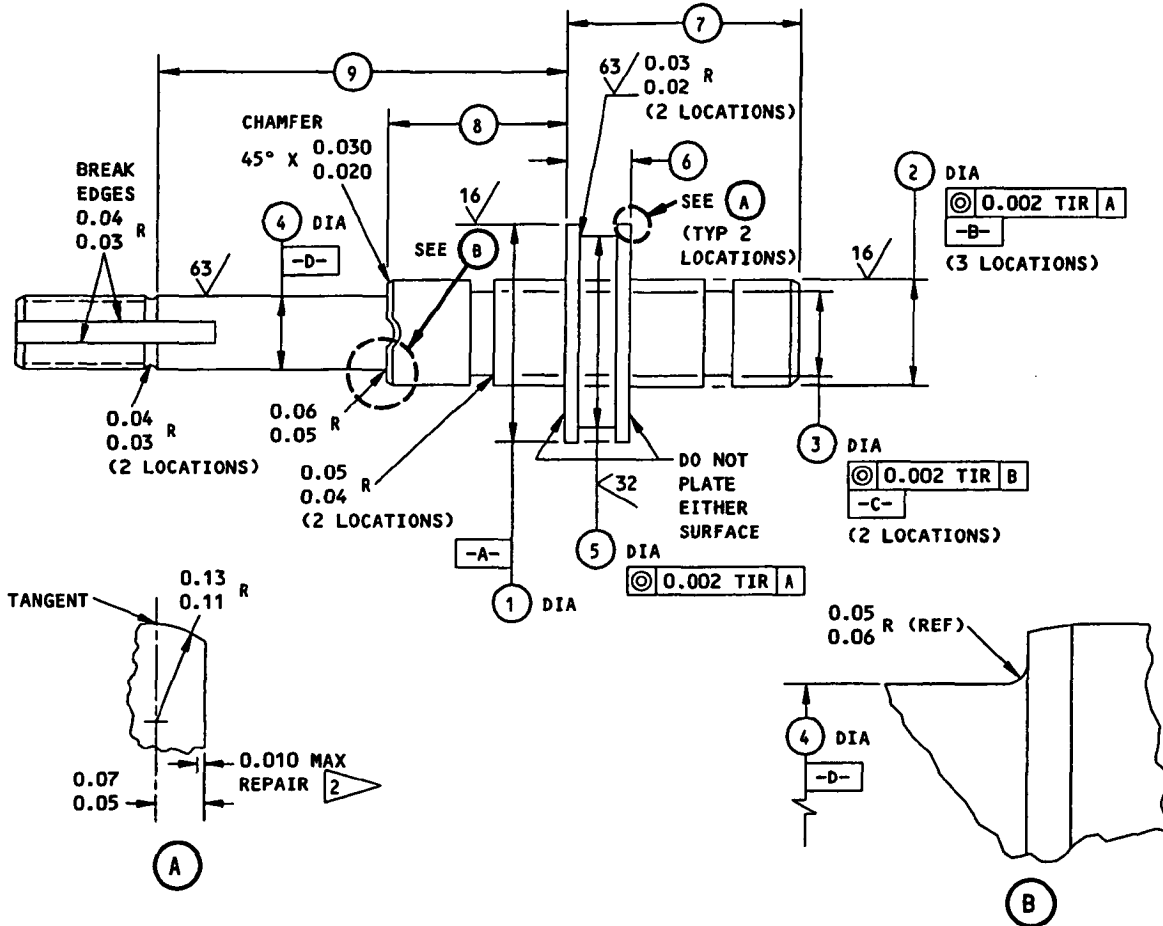 7
9
63 0.03
0.02 R
(2 LOCATIONS)
CHAMFER
45° X 0.030
0.020
8
6
BREAK
EDGES
0.04
0.03 R
4 DIA
-D-
16
SEE A
(TYP 2
LOCATIONS)
2 DIA
◎ 0.002 TIR A
-B-
(3 LOCATIONS)
SEE B
63
16
0.04
0.03 R
(2 LOCATIONS)
0.06
0.05 R
0.05
0.04 R
(2 LOCATIONS)
32
DO NOT
PLATE
EITHER
SURFACE
3 DIA
◎ 0.002 TIR B
-C-
(2 LOCATIONS)
-A-
1 DIA
5 DIA
◎ 0.002 TIR A
TANGENT
0.13
0.11 R
0.010 MAX
REPAIR 2
0.07
0.05
A
0.05
0.06 R (REF)
4 DIA
-D-
B